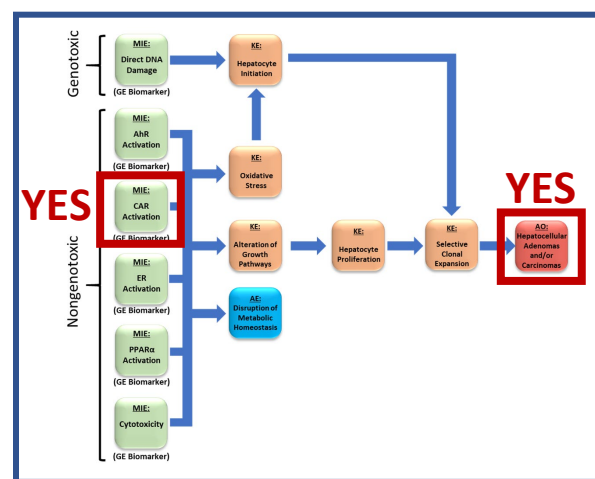 Genotoxic
MIE:
Direct DNA
Damage
(GE Biomarker)
KE:
Hepatocyte
Initiation
Nongenotoxic
MIE:
AhR
Activation
(GE Biomarker)
KE:
Oxidative
Stress
YES
MIE:
CAR
Activation
(GE Biomarker)
KE:
Alteration of
Growth
Pathways
KE:
Hepatocyte
Proliferation
KE:
Selective
Clonal
Expansion
YES
AO:
Hepatocellular
Adenomas
and/or
Carcinomas
MIE:
ER
Activation
(GE Biomarker)
AE:
Disruption of
Metabolic
Homeostasis
MIE:
PPARα
Activation
(GE Biomarker)
MIE:
Cytotoxicity
(GE Biomarker)